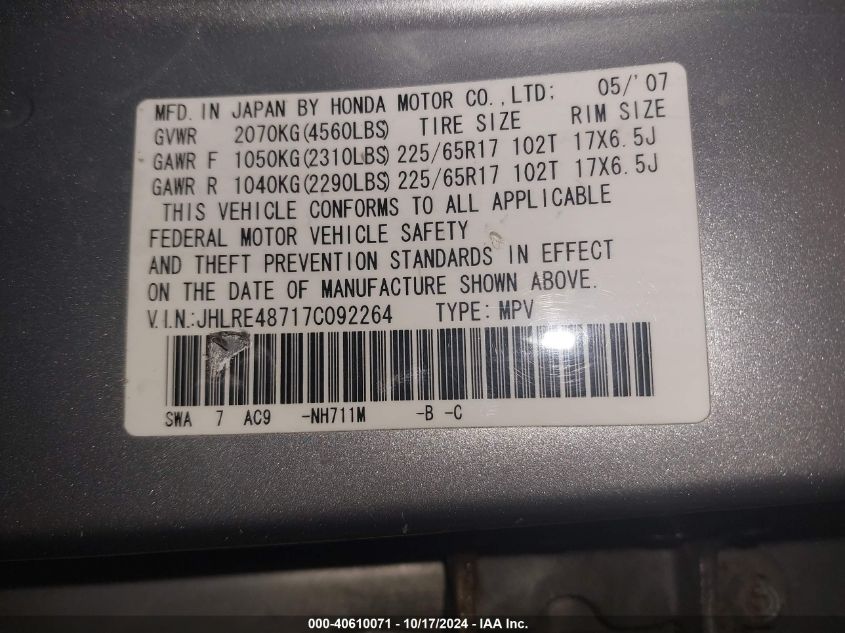 MFD. IN JAPAN BY HONDA MOTOR CO., LTD: 05/'07
GVWR 2070KG(4560LBS) TIRE SIZE RIM SIZE
GAWR F 1050KG(2310LBS) 225/65R17 102T 17X6.5J
GAWR R 1040KG(2290LBS) 225/65R17 102T 17X6.5J
THIS VEHICLE CONFORMS TO ALL APPLICABLE
FEDERAL MOTOR VEHICLE SAFETY
AND THEFT PREVENTION STANDARDS IN EFFECT
ON THE DATE OF MANUFACTURE SHOWN ABOVE.
V.I.N.:JHLRE48717C092264 TYPE: MPV
SWA 7 AC9 -NH711M -B -C
000-40610071 - 10/17/2024 - IAA Inc.